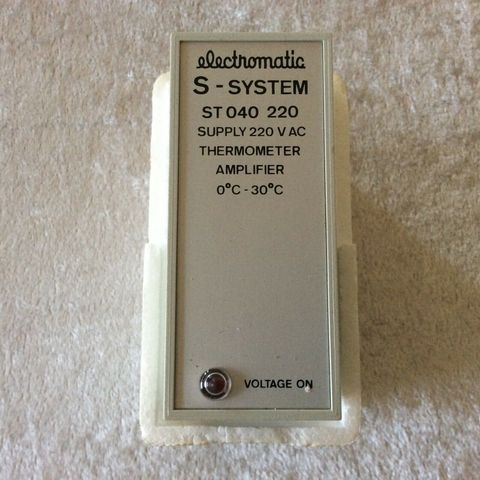 electromatic
S - SYSTEM
ST 040 220
SUPPLY 220 V AC
THERMOMETER
AMPLIFIER
0°C - 30°C
VOLTAGE ON